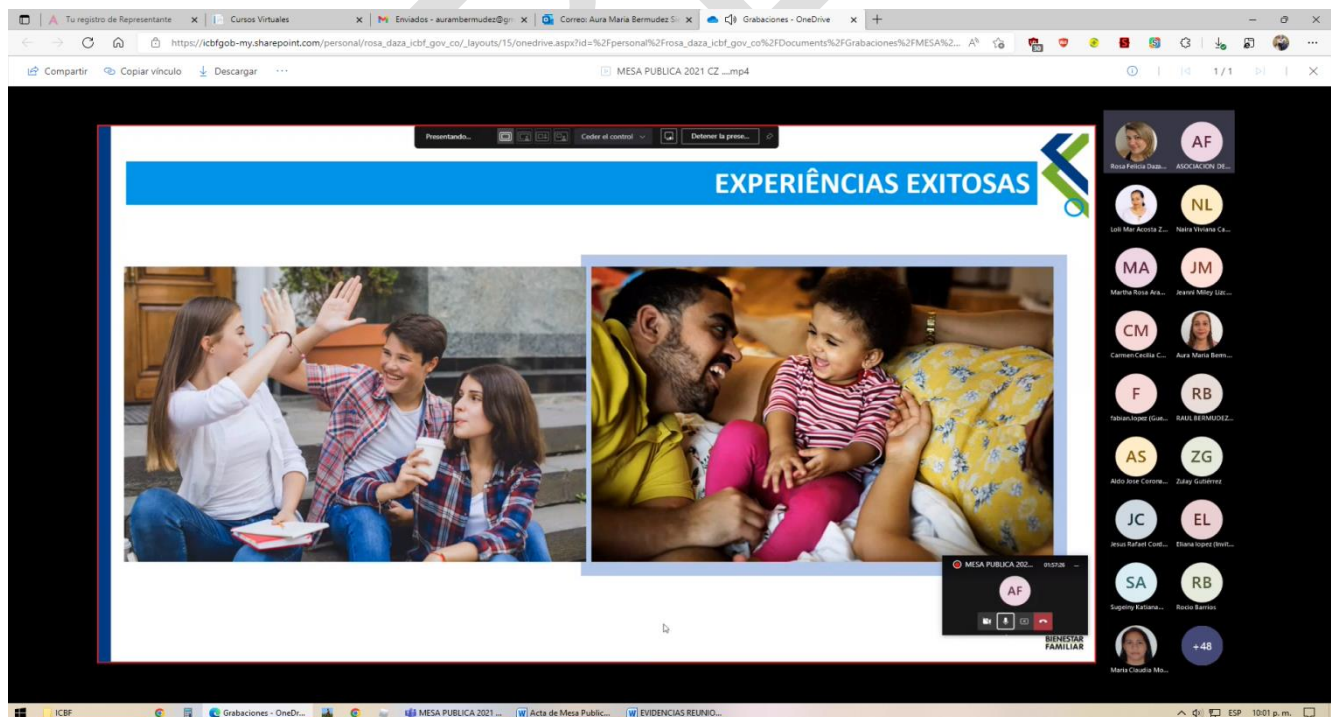 Tu registro de Representante
Cursos Virtuales
Enviados - aurambermudez@gm
Correo: Aura Maria Bermudez Sie
Grabaciones - OneDrive
https://icbfgob-my.sharepoint.com/personal/rosa_daza_icbf_gov_co/_layouts/15/onedrive.aspx?id=%2Fpersonal%2Frosa_daza_icbf_gov_co%2FDocuments%2FGrabaciones%2FMESA%2...
Compartir
Copiar vínculo
Descargar
MESA PUBLICA 2021 CZ ....mp4
1 / 1
Presentando...
Ceder el control
Detener la prese...
EXPERIÊNCIAS EXITOSAS
AF
Rosa Felicia Daza...
ASOCIACION DE...
NL
Loli Mar Acosta Z...
Naira Viviana Ca...
MA
JM
Martha Rosa Ara...
Jeanni Miley Lizc...
CM
Carmen Cecilia C...
Aura Maria Berm...
F
RB
fabian.lopez (Gue...
RAUL BERMUDEZ...
AS
ZG
Aldo Jose Corona...
Zulay Gutiérrez
JC
EL
Jesus Rafael Cont...
Eliana lopez (Invit...
SA
RB
Sugeiny Katiana...
Rocio Barrios
+48
Maria Claudia Mo...
MESA PUBLICA 202...
01:57:26
AF
BIENESTAR
FAMILIAR
ICBF
Grabaciones - OneDr...
MESA PUBLICA 2021 ...
Acta de Mesa Public...
EVIDENCIAS REUNIO...
ESP
10:01 p. m.